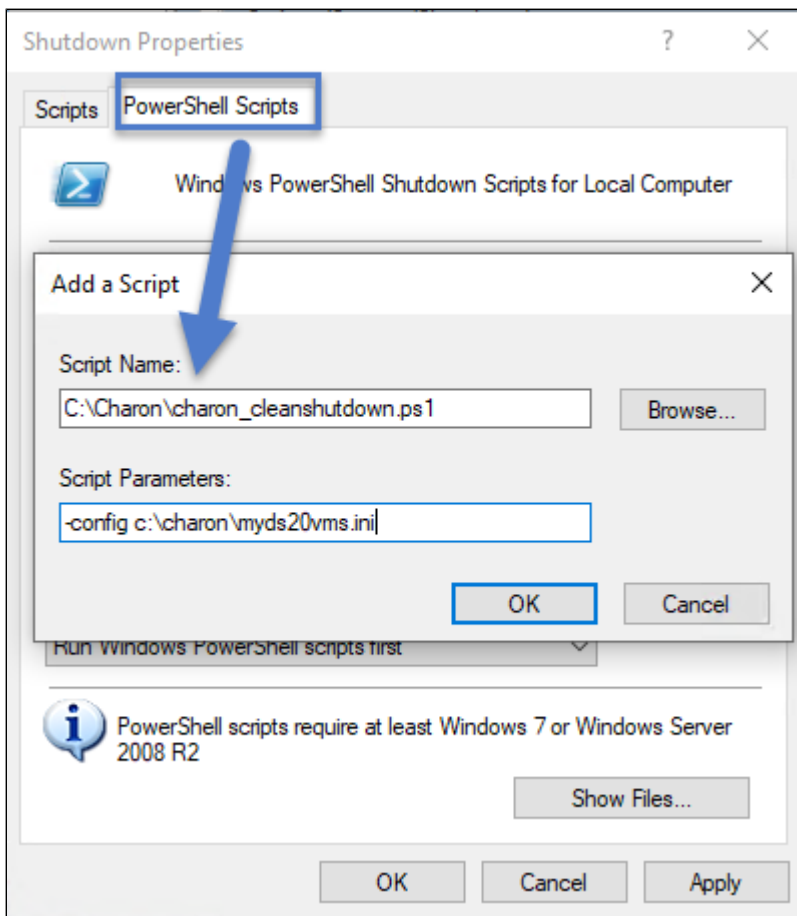 Shutdown Properties
Scripts
PowerShell Scripts
Windows PowerShell Shutdown Scripts for Local Computer
Add a Script
Script Name:
C:\Charon\charon_cleanshutdown.ps1
Browse...
Script Parameters:
-config c:\charon\myds20vms.ini
OK
Cancel
Run Windows PowerShell scripts first
PowerShell scripts require at least Windows 7 or Windows Server
2008 R2
Show Files...
OK
Cancel
Apply